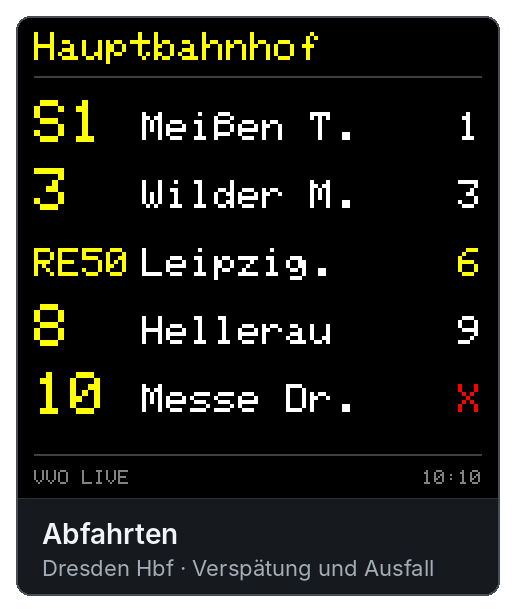 Hauptbahnhof
S1 Meißen T. 1
3 Wilder M. 3
RE50 Leipzig. 6
8 Hellerau 9
10 Messe Dr. X
VVO LIVE 10:10
Abfahrten
Dresden Hbf · Verspätung und Ausfall